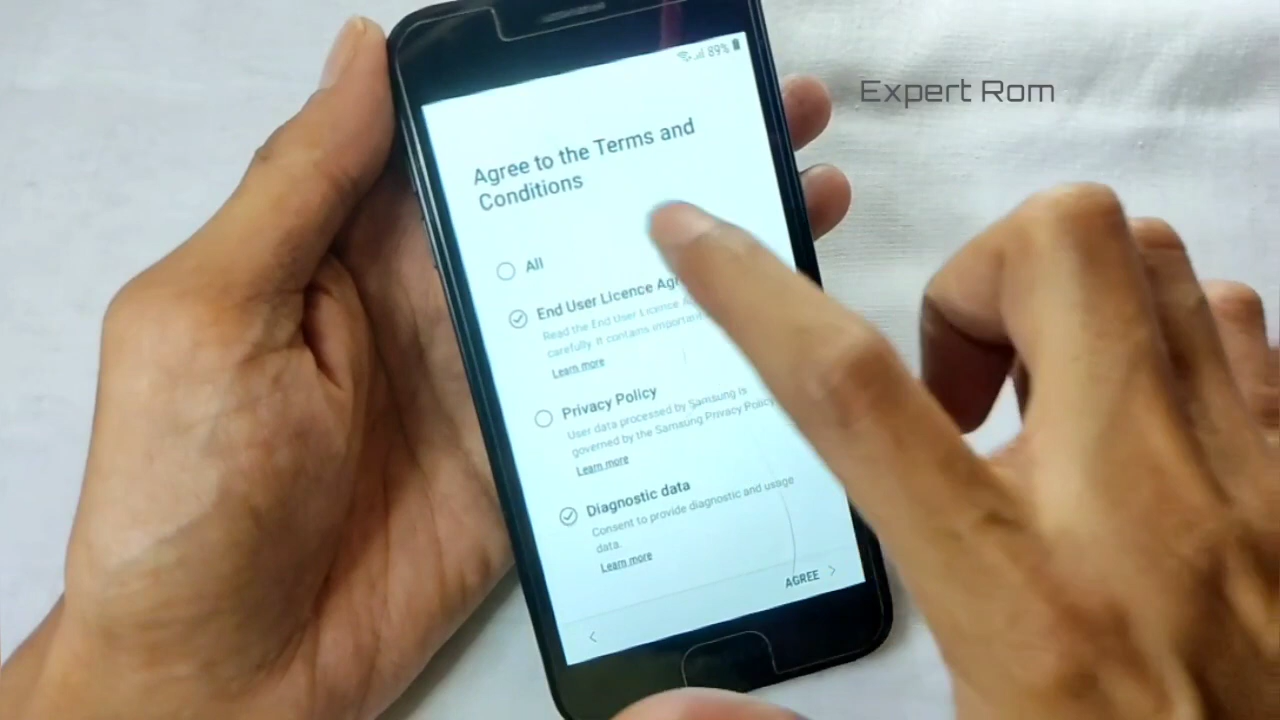 89%
Expert Rom
Agree to the Terms and
Conditions
All
End User Licence
Read the End User Licence
carefully. It contains important
Learn more
Privacy Policy
User data processed by Samsung is
governed by the Samsung Privacy Policy
Learn more
Diagnostic data
Consent to provide diagnostic and usage
data.
Learn more
AGREE